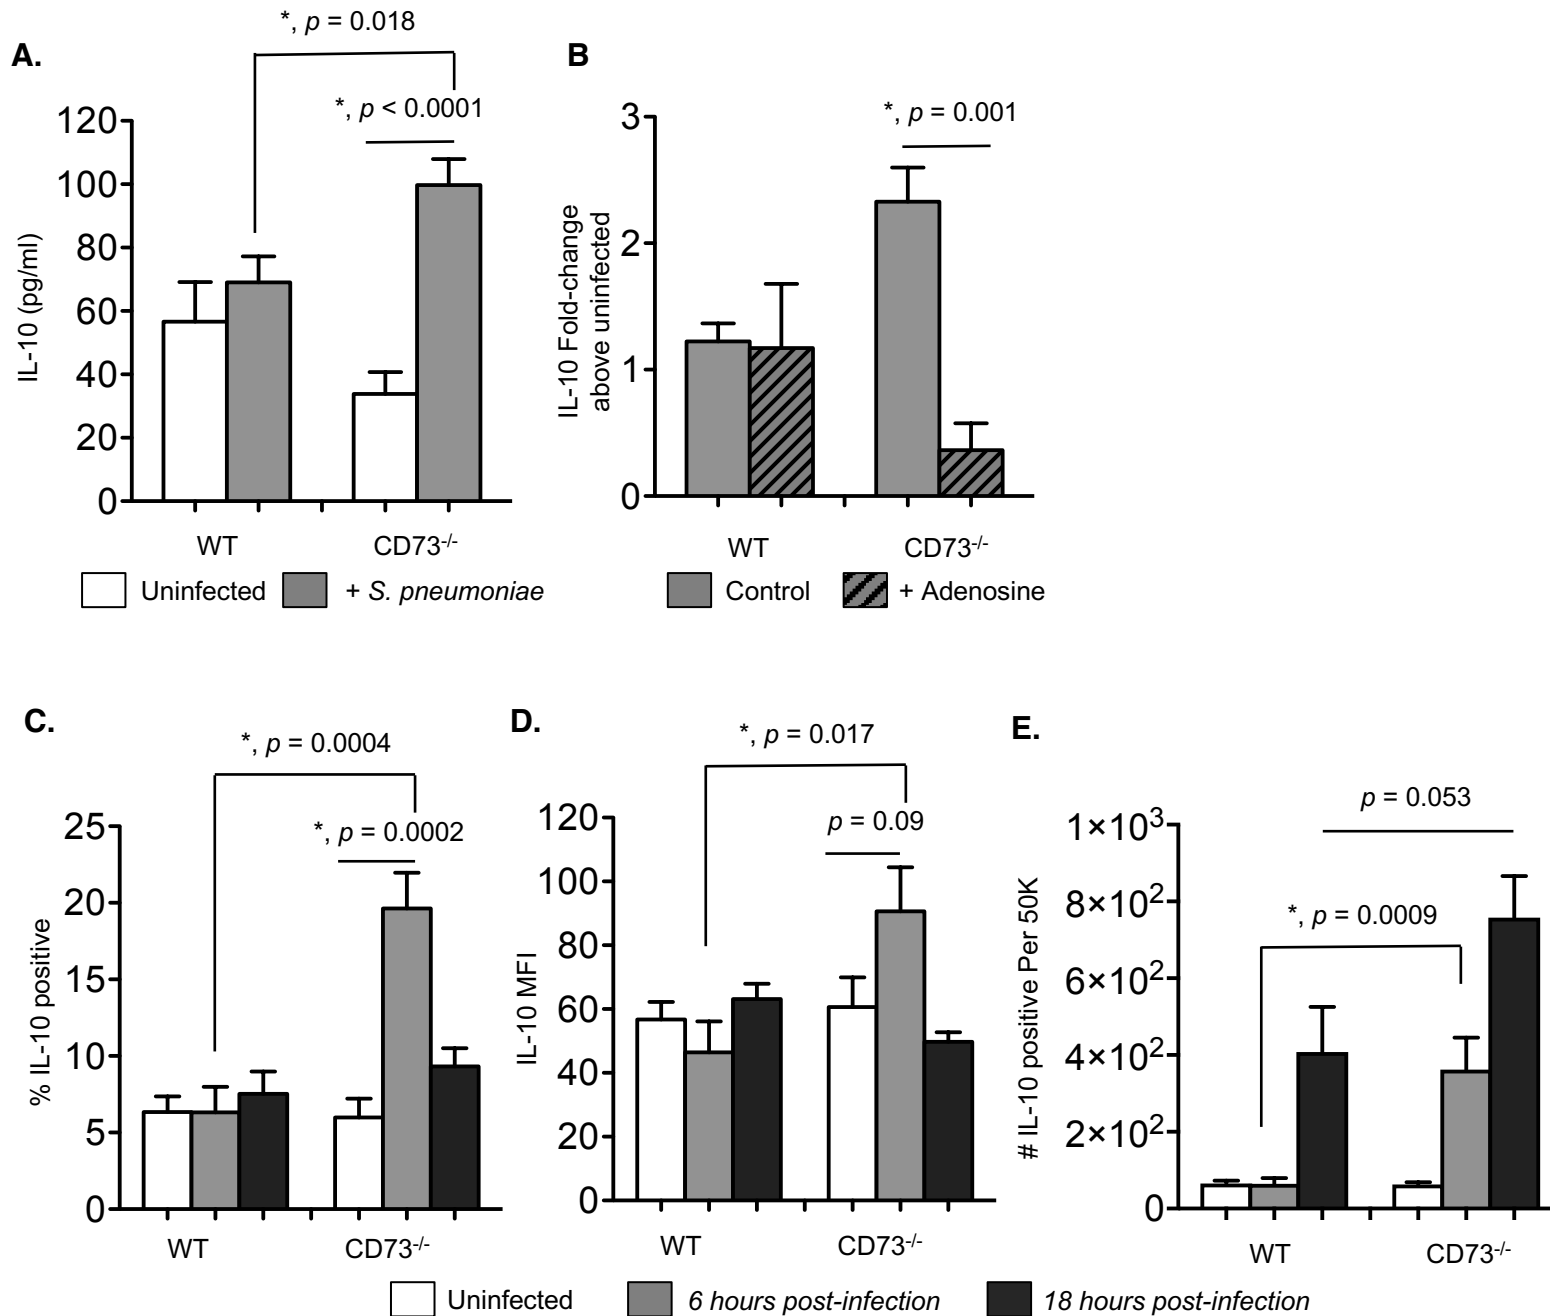 A.
*, p = 0.018
*, p < 0.0001
120
100
80
60
40
20
0
IL-10 (pg/ml)
WT
CD73-/-
Uninfected
+ S. pneumoniae
B
*, p = 0.001
3
2
1
0
IL-10 Fold-change
above uninfected
WT
CD73-/-
Control
+ Adenosine
C.
*, p = 0.0004
*, p = 0.0002
25
20
15
10
5
0
% IL-10 positive
WT
CD73-/-
D.
*, p = 0.017
p = 0.09
120
100
80
60
40
20
0
IL-10 MFI
WT
CD73-/-
E.
p = 0.053
*, p = 0.0009
1×10³
8×10²
6×10²
4×10²
2×10²
0
# IL-10 positive Per 50K
WT
CD73-/-
Uninfected
6 hours post-infection
18 hours post-infection